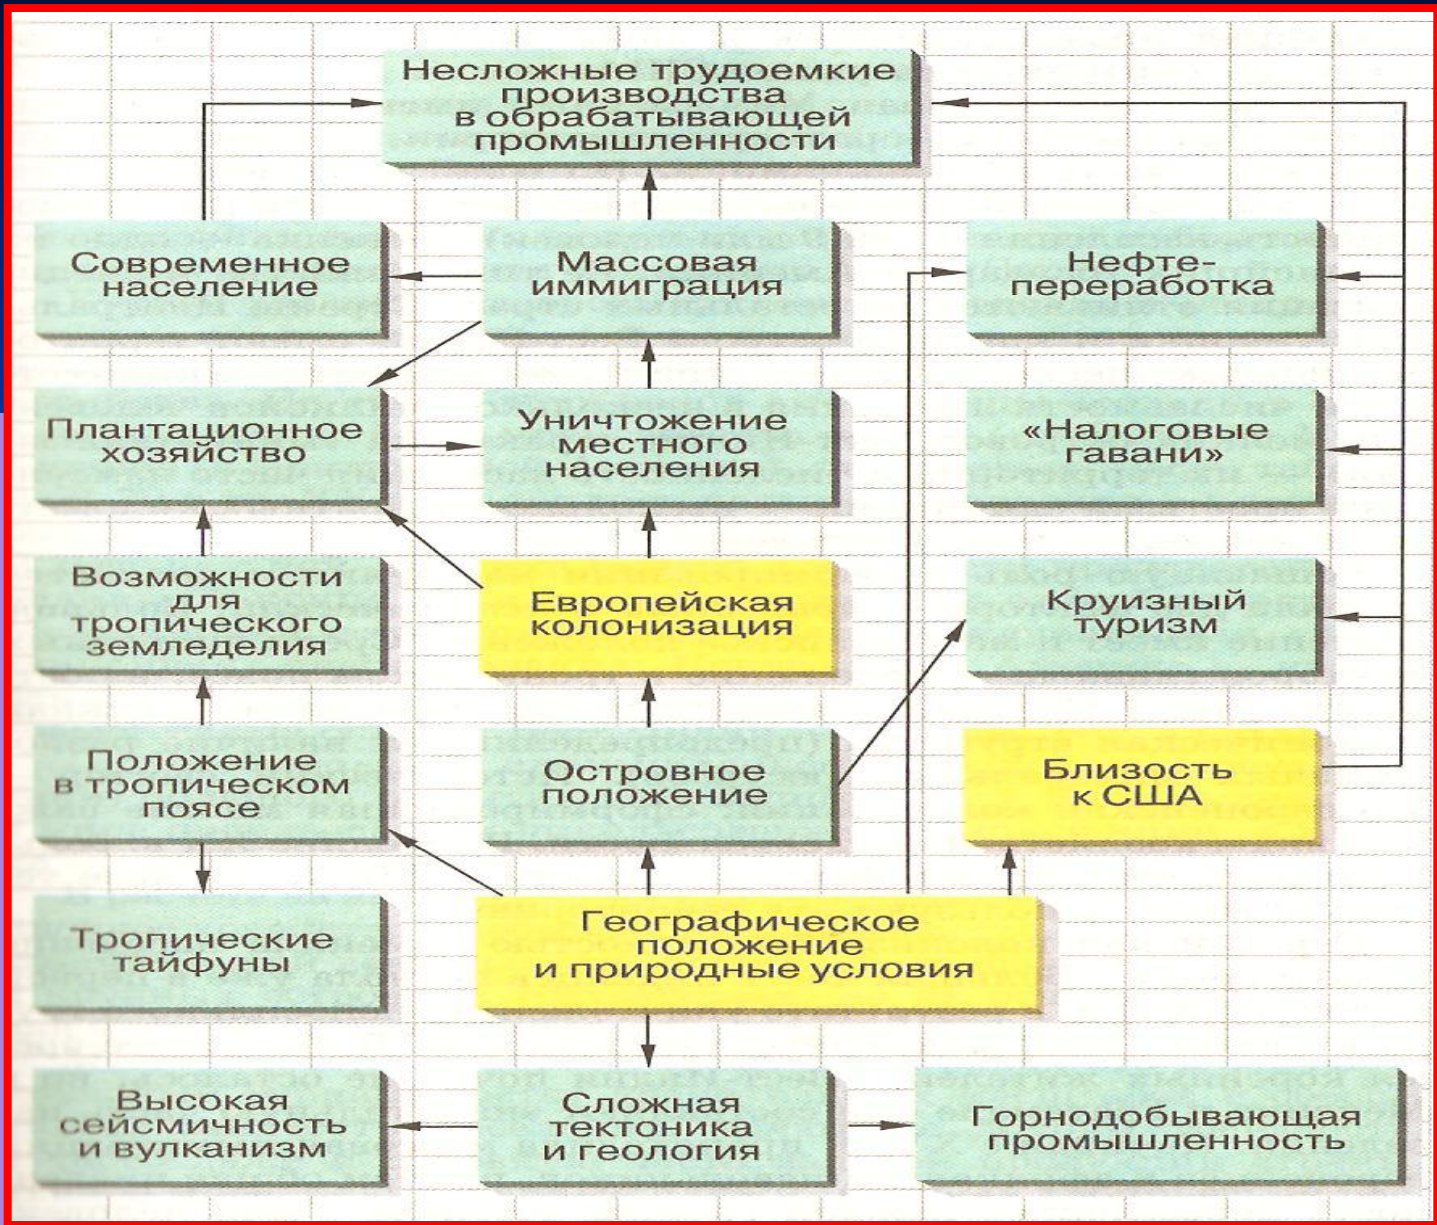 Несложные трудоемкие
производства
в обрабатывающей
промышленности
Современное
население
Массовая
иммиграция
Нефте-
переработка
Плантационное
хозяйство
Уничтожение
местного
населения
«Налоговые
гавани»
Возможности
для
тропического
земледелия
Европейская
колонизация
Круизный
туризм
Положение
в тропическом
поясе
Островное
положение
Близость
к США
Тропические
тайфуны
Географическое
положение
и природные условия
Высокая
сейсмичность
и вулканизм
Сложная
тектоника
и геология
Горнодобывающая
промышленность